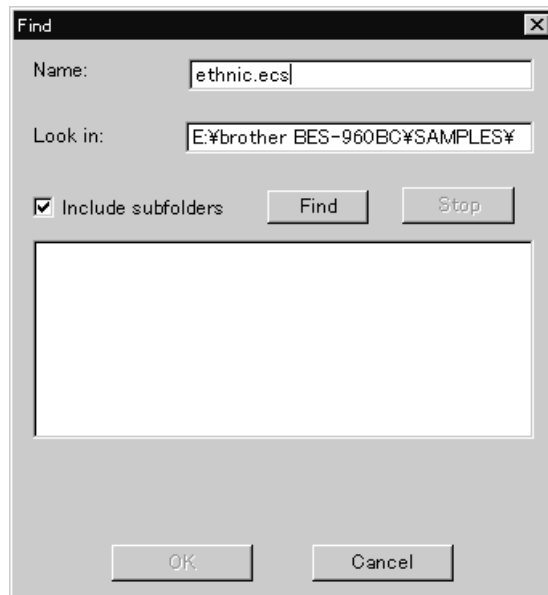 Find
Name:
ethnic.ecs
Look in:
E:¥brother BES-960BC¥SAMPLES¥
Include subfolders
Find
Stop
OK
Cancel